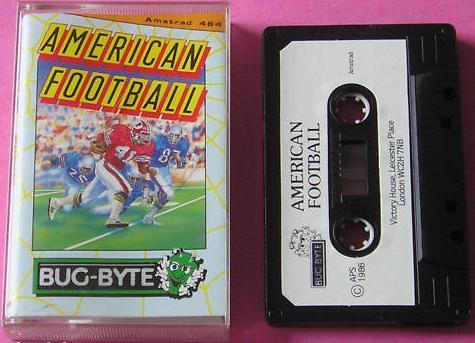 Amstrad 464
AMERICAN
FOOTBALL
BUG-BYTE
Amstrad
AMERICAN
FOOTBALL
Victory House, Leicester Place
London WC2H 7NB
BUG-BYTE
© APS
1986